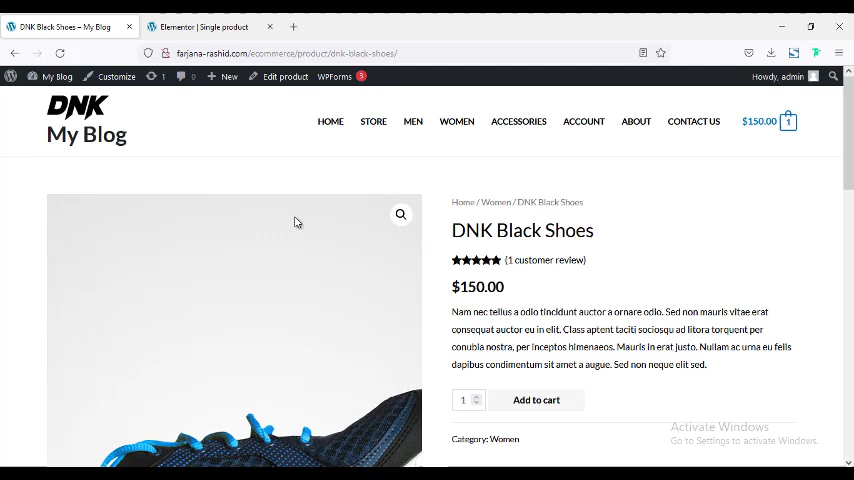 DNK Black Shoes – My Blog
Elementor | Single product
farjana-rashid.com/ecommerce/product/dnk-black-shoes/
My Blog Customize 1 0 New Edit product WPForms 3 Howdy, admin
DNK
My Blog
HOME STORE MEN WOMEN ACCESSORIES ACCOUNT ABOUT CONTACT US $150.00 1
Home / Women / DNK Black Shoes
DNK Black Shoes
(1 customer review)
$150.00
Nam nec tellus a odio tincidunt auctor a ornare odio. Sed non mauris vitae erat
consequat auctor eu in elit. Class aptent taciti sociosqu ad litora torquent per
conubia nostra, per inceptos himenaeos. Mauris in erat justo. Nullam ac urna eu felis
dapibus condimentum sit amet a augue. Sed non neque elit sed.
1 Add to cart
Category: Women
Activate Windows
Go to Settings to activate Windows.